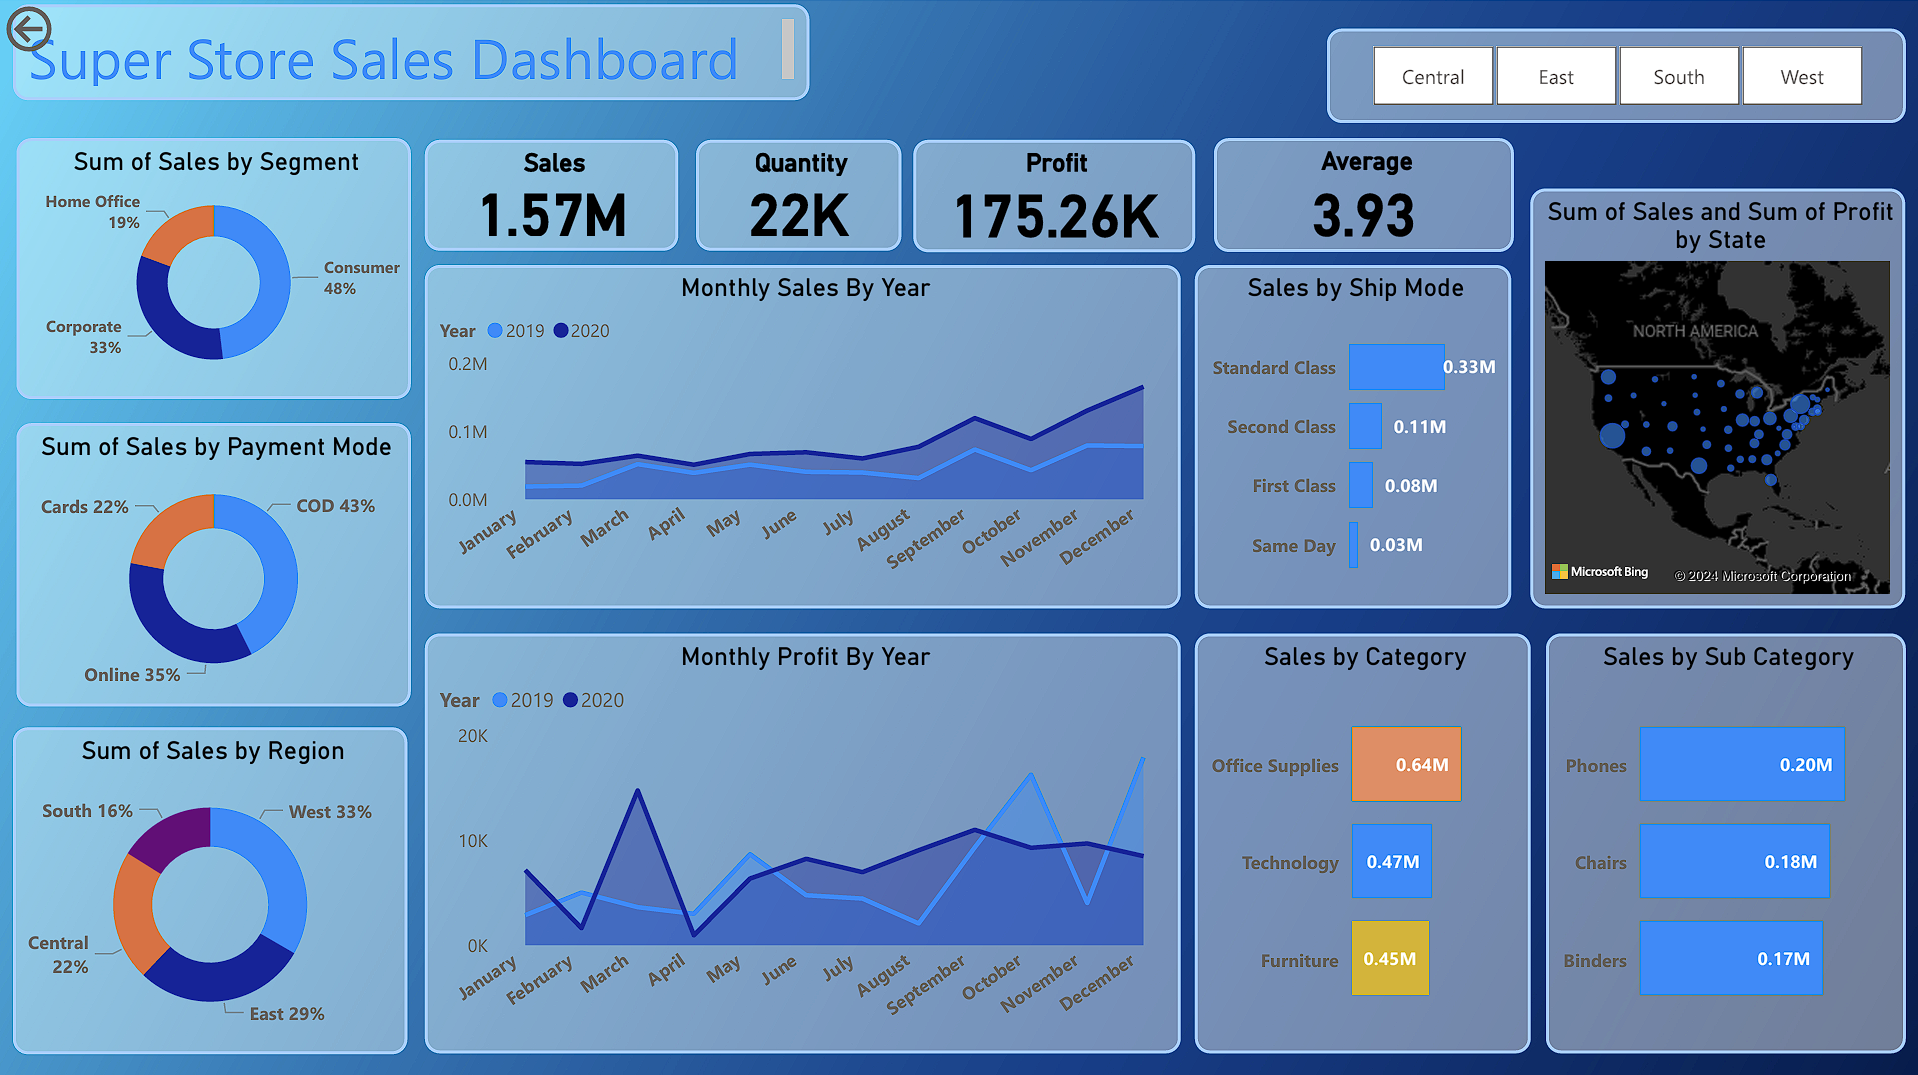 Super Store Sales Dashboard
Central
East
South
West
Sum of Sales by Segment
Home Office
19%
Consumer
48%
Corporate
33%
Sales
1.57M
Quantity
22K
Profit
175.26K
Average
3.93
Sum of Sales and Sum of Profit
by State
NORTH AMERICA
Microsoft Bing
© 2024 Microsoft Corporation
Monthly Sales By Year
Year 2019 2020
0.2M
0.1M
0.0M
January
February
March
April
May
June
July
August
September
October
November
December
Sales by Ship Mode
Standard Class 0.33M
Second Class 0.11M
First Class 0.08M
Same Day 0.03M
Sum of Sales by Payment Mode
Cards 22%
COD 43%
Online 35%
Sum of Sales by Region
South 16%
West 33%
Central
22%
East 29%
Monthly Profit By Year
Year 2019 2020
20K
10K
0K
January
February
March
April
May
June
July
August
September
October
November
December
Sales by Category
Office Supplies 0.64M
Technology 0.47M
Furniture 0.45M
Sales by Sub Category
Phones 0.20M
Chairs 0.18M
Binders 0.17M